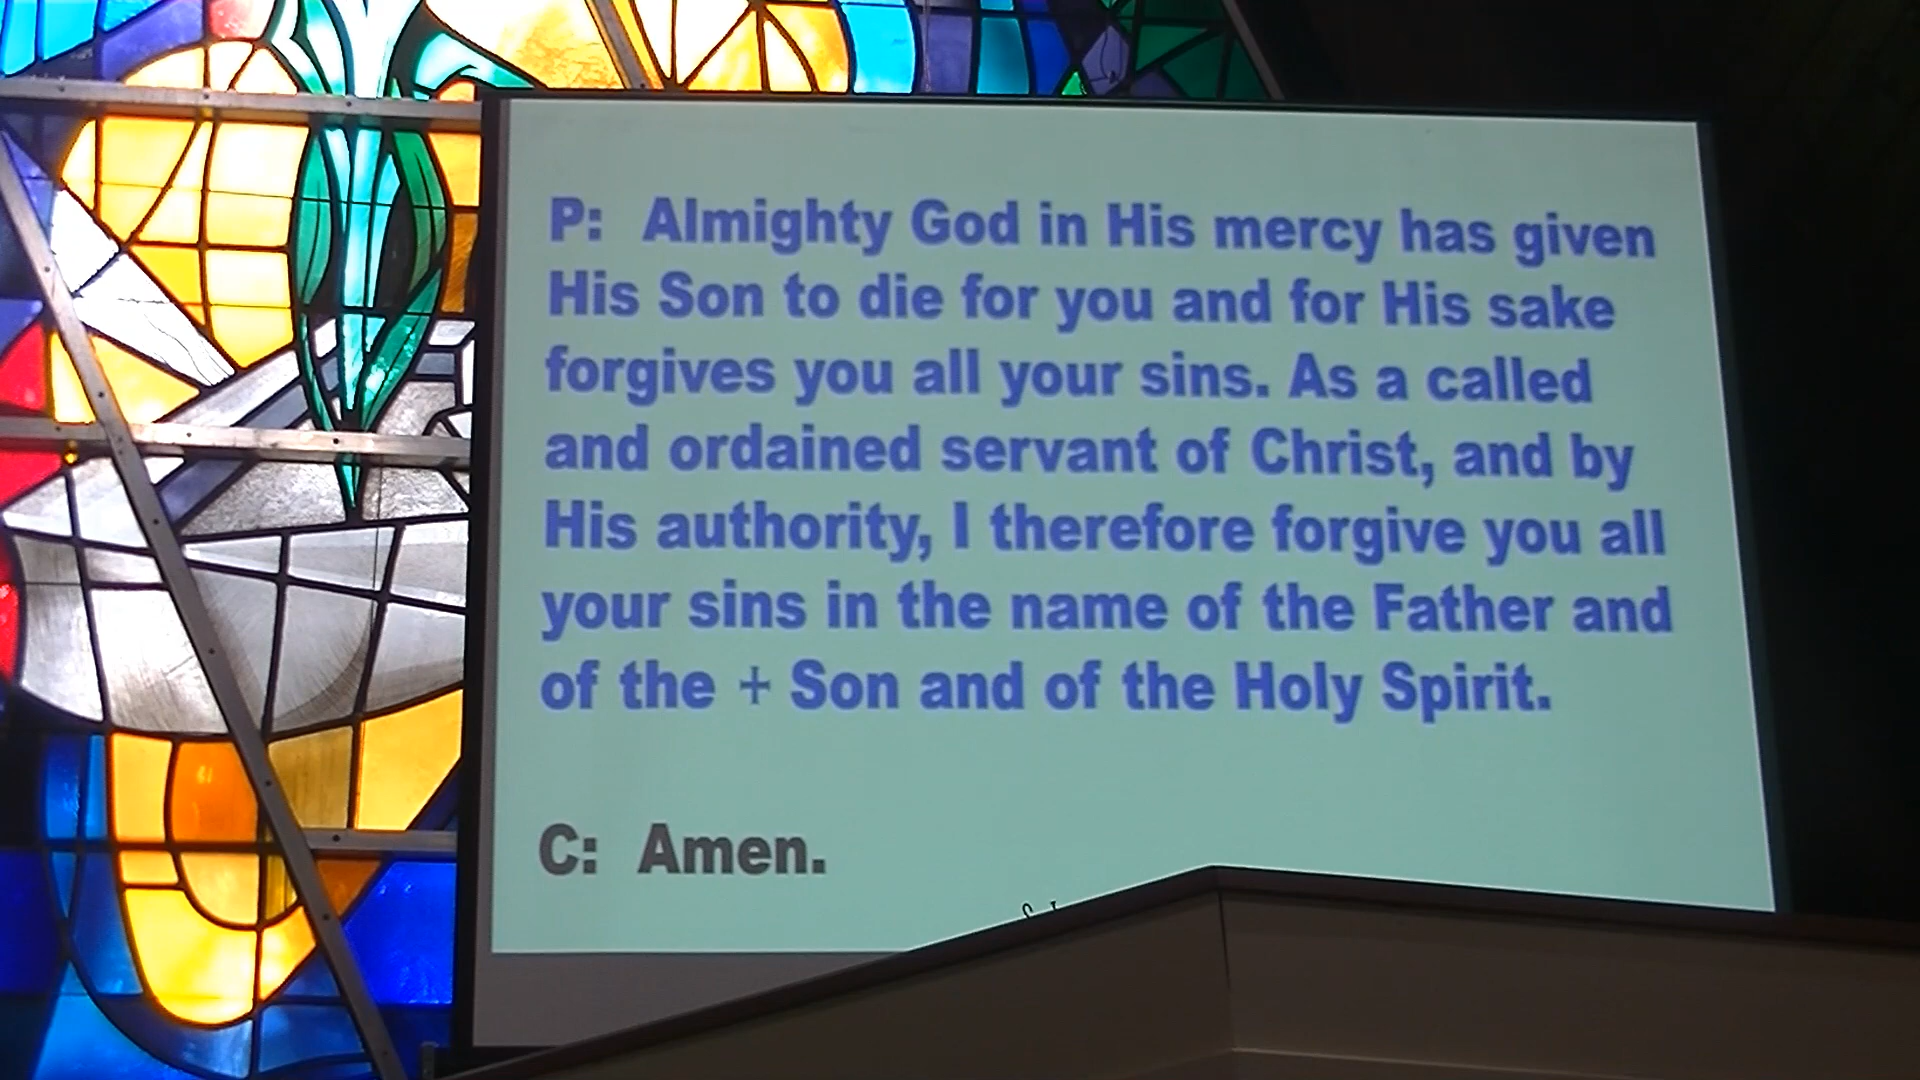 P: Almighty God in His mercy has given
His Son to die for you and for His sake
forgives you all your sins. As a called
and ordained servant of Christ, and by
His authority, I therefore forgive you all
your sins in the name of the Father and
of the + Son and of the Holy Spirit.
C: Amen.